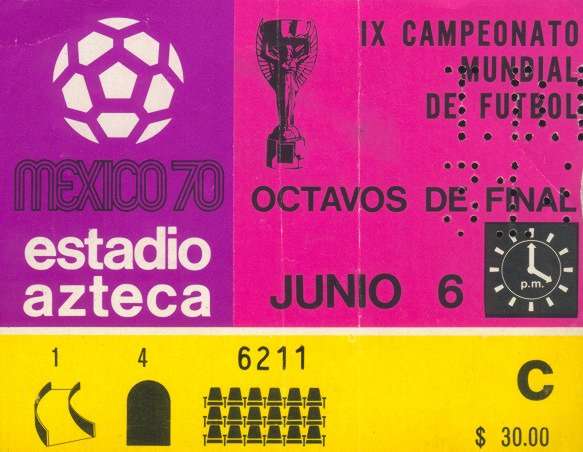 MEXICO 70
estadio
azteca
IX CAMPEONATO
MUNDIAL
DE FUTBOL
OCTAVOS DE FINAL
JUNIO 6
p.m.
1 4 6211
C
$ 30.00